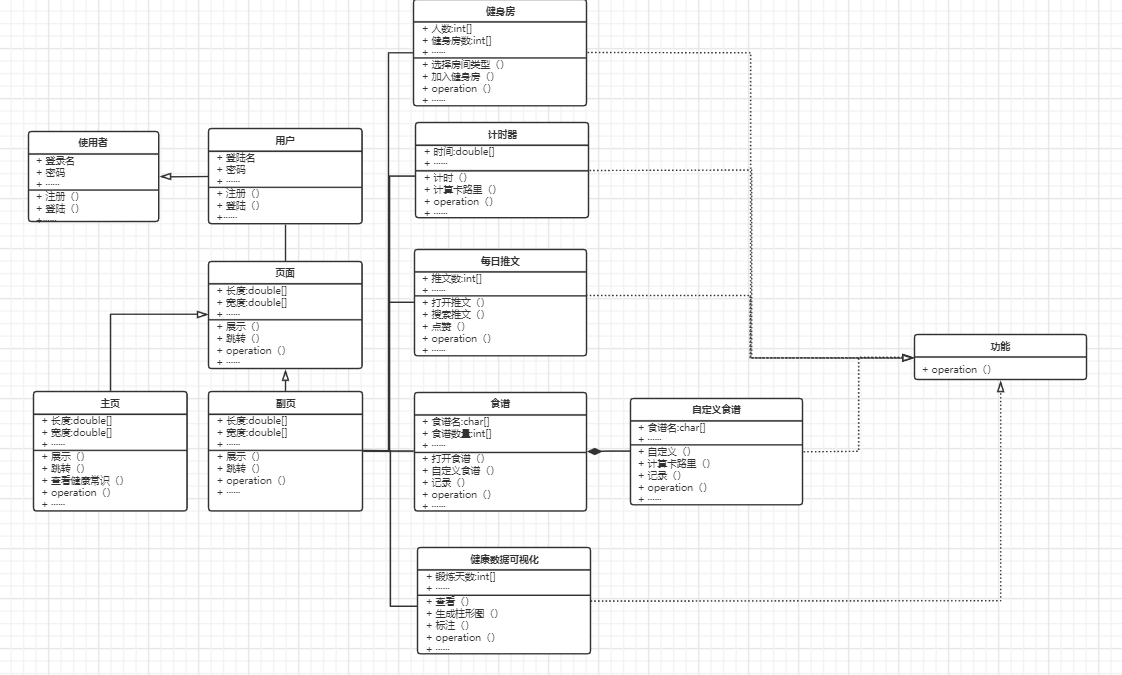 健身房
+ 人数:int[]
+ 健身房数:int[]
+ ......
+ 选择房间类型（）
+ 加入健身房（）
+ operation（）
+ ......
使用者
+ 登录名
+ 密码
+ ......
+ 注册（）
+ 登陆（）
+......
用户
+ 登陆名
+ 密码
+ ......
+ 注册（）
+ 登陆（）
+......
计时器
+ 时间:double[]
+ ......
+ 计时（）
+ 计算卡路里（）
+ operation（）
+ ......
页面
+ 长度:double[]
+ 宽度:double[]
+ ......
+ 展示（）
+ 跳转（）
+ operation（）
+ ......
每日推文
+ 推文数:int[]
+ ......
+ 打开推文（）
+ 搜索推文（）
+ 点赞（）
+ operation（）
+ ......
功能
+ operation（）
主页
+ 长度:double[]
+ 宽度:double[]
+ ......
+ 展示（）
+ 跳转（）
+ 查看健康常识（）
+ operation（）
+ ......
副页
+ 长度:double[]
+ 宽度:double[]
+ ......
+ 展示（）
+ 跳转（）
+ operation（）
+ ......
食谱
+ 食谱名:char[]
+ 食谱数量:int[]
+ ......
+ 打开食谱（）
+ 自定义食谱（）
+ 记录（）
+ operation（）
+ ......
自定义食谱
+ 食谱名:char[]
+ ......
+ 自定义（）
+ 计算卡路里（）
+ 记录（）
+ operation（）
+ ......
健康数据可视化
+ 锻炼天数:int[]
+ ......
+ 查看（）
+ 生成柱形图（）
+ 标注（）
+ operation（）
+ ......